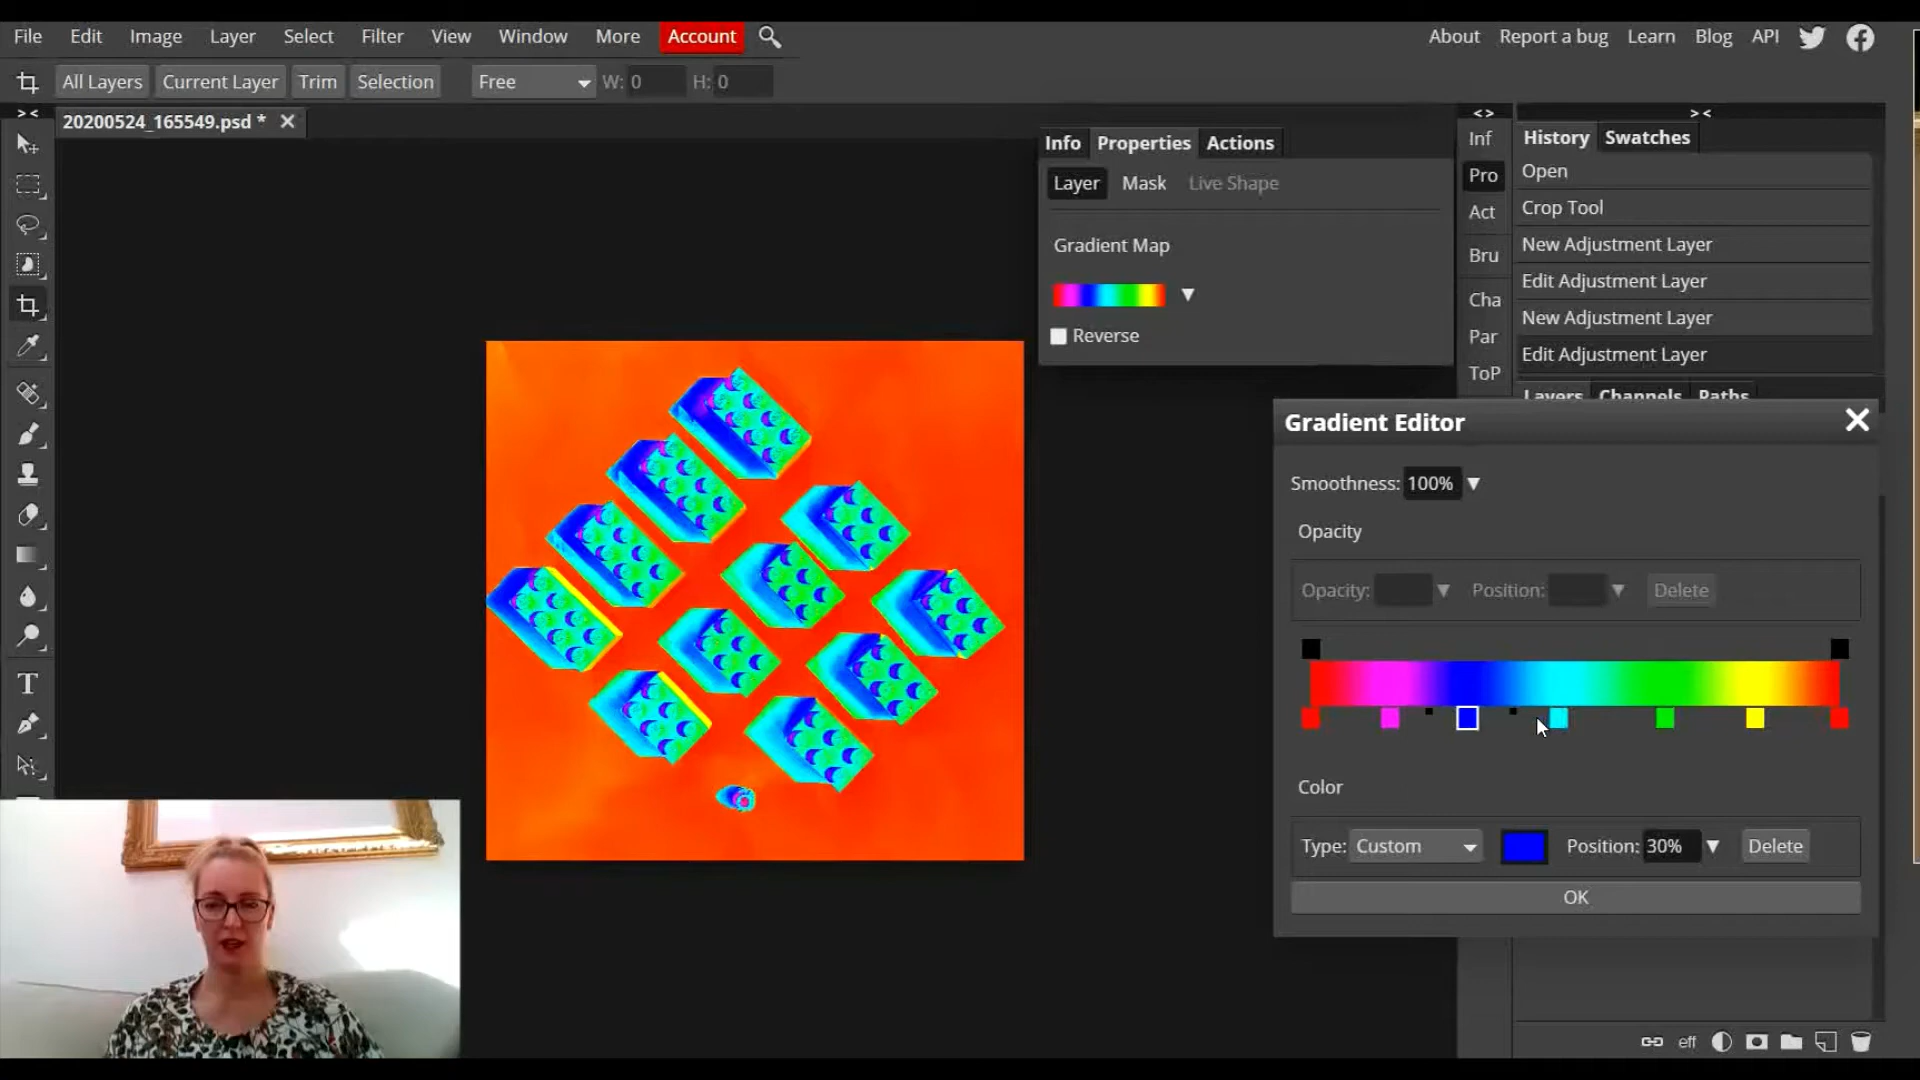 File Edit Image Layer Select Filter View Window More Account About Report a bug Learn Blog API
All Layers Current Layer Trim Selection Free W: 0 H: 0
> < < > > <
20200524_165549.psd * ×
Info Properties Actions
Layer Mask Live Shape
Gradient Map
Reverse
Inf
Pro
Act
Bru
Cha
Par
ToP
History Swatches
Open
Crop Tool
New Adjustment Layer
Edit Adjustment Layer
New Adjustment Layer
Edit Adjustment Layer
Layers Channels Paths
Gradient Editor
Smoothness: 100%
Opacity
Opacity: Position: Delete
Color
Type: Custom Position: 30% Delete
OK
T
eff